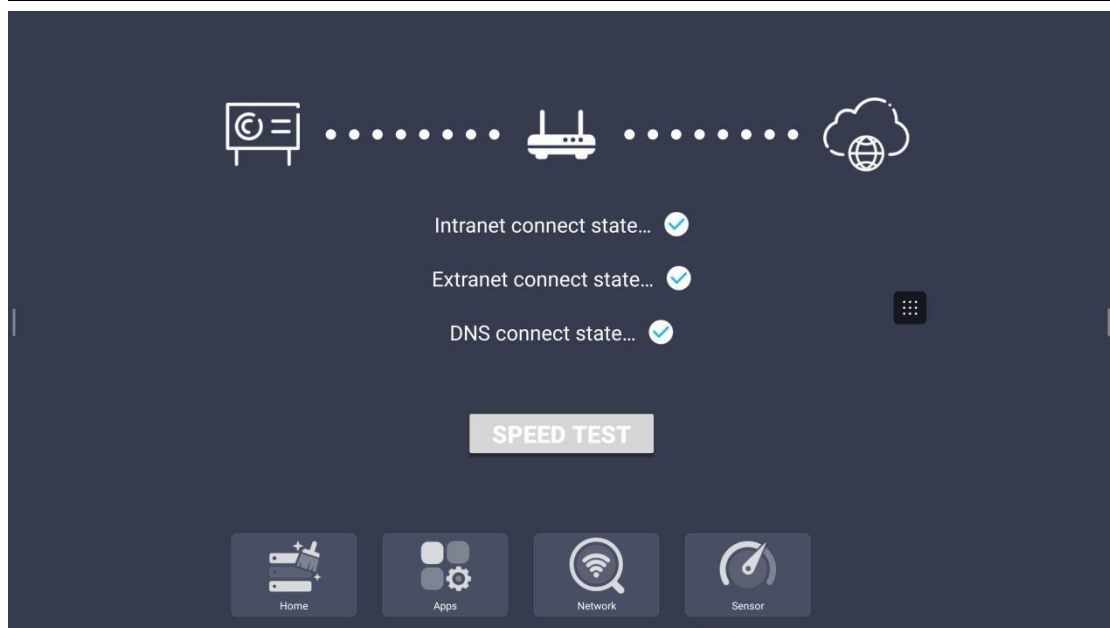 Intranet connect state...
Extranet connect state...
DNS connect state...
SPEED TEST
Home
Apps
Network
Sensor